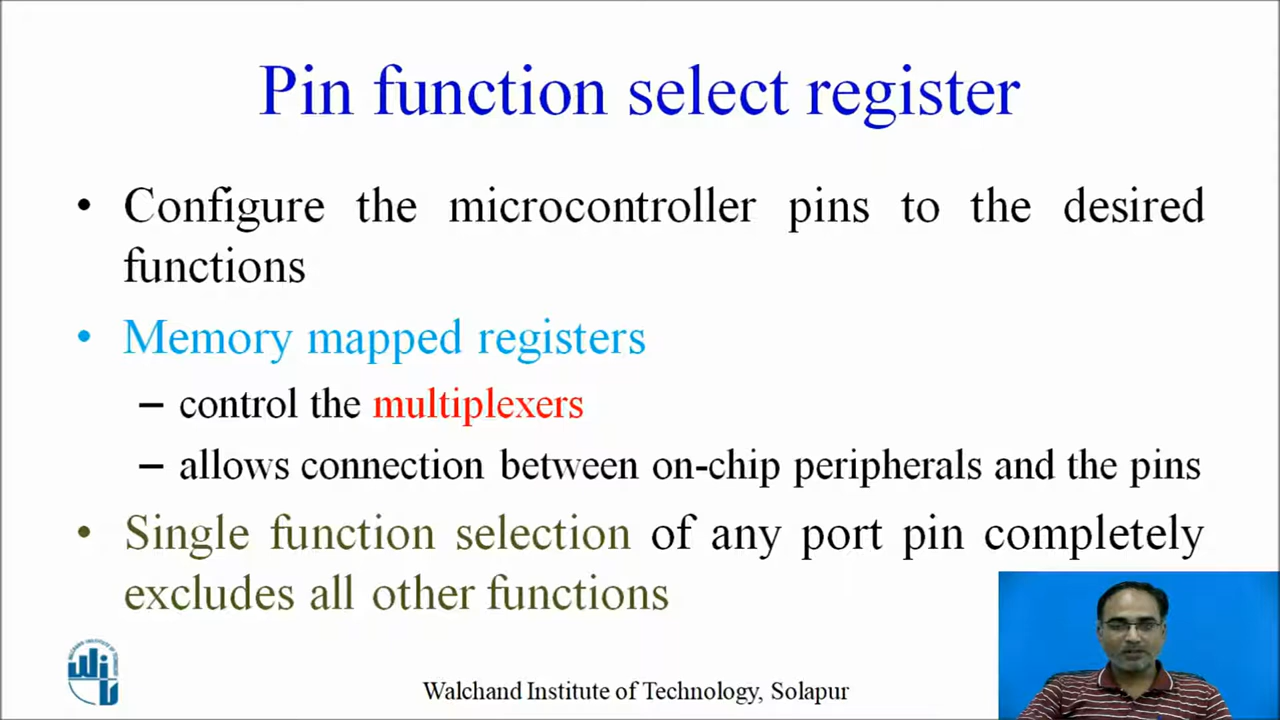 Pin function select register
• Configure the microcontroller pins to the desired
functions
• Memory mapped registers
– control the multiplexers
– allows connection between on-chip peripherals and the pins
• Single function selection of any port pin completely
excludes all other functions
Walchand Institute of Technology, Solapur